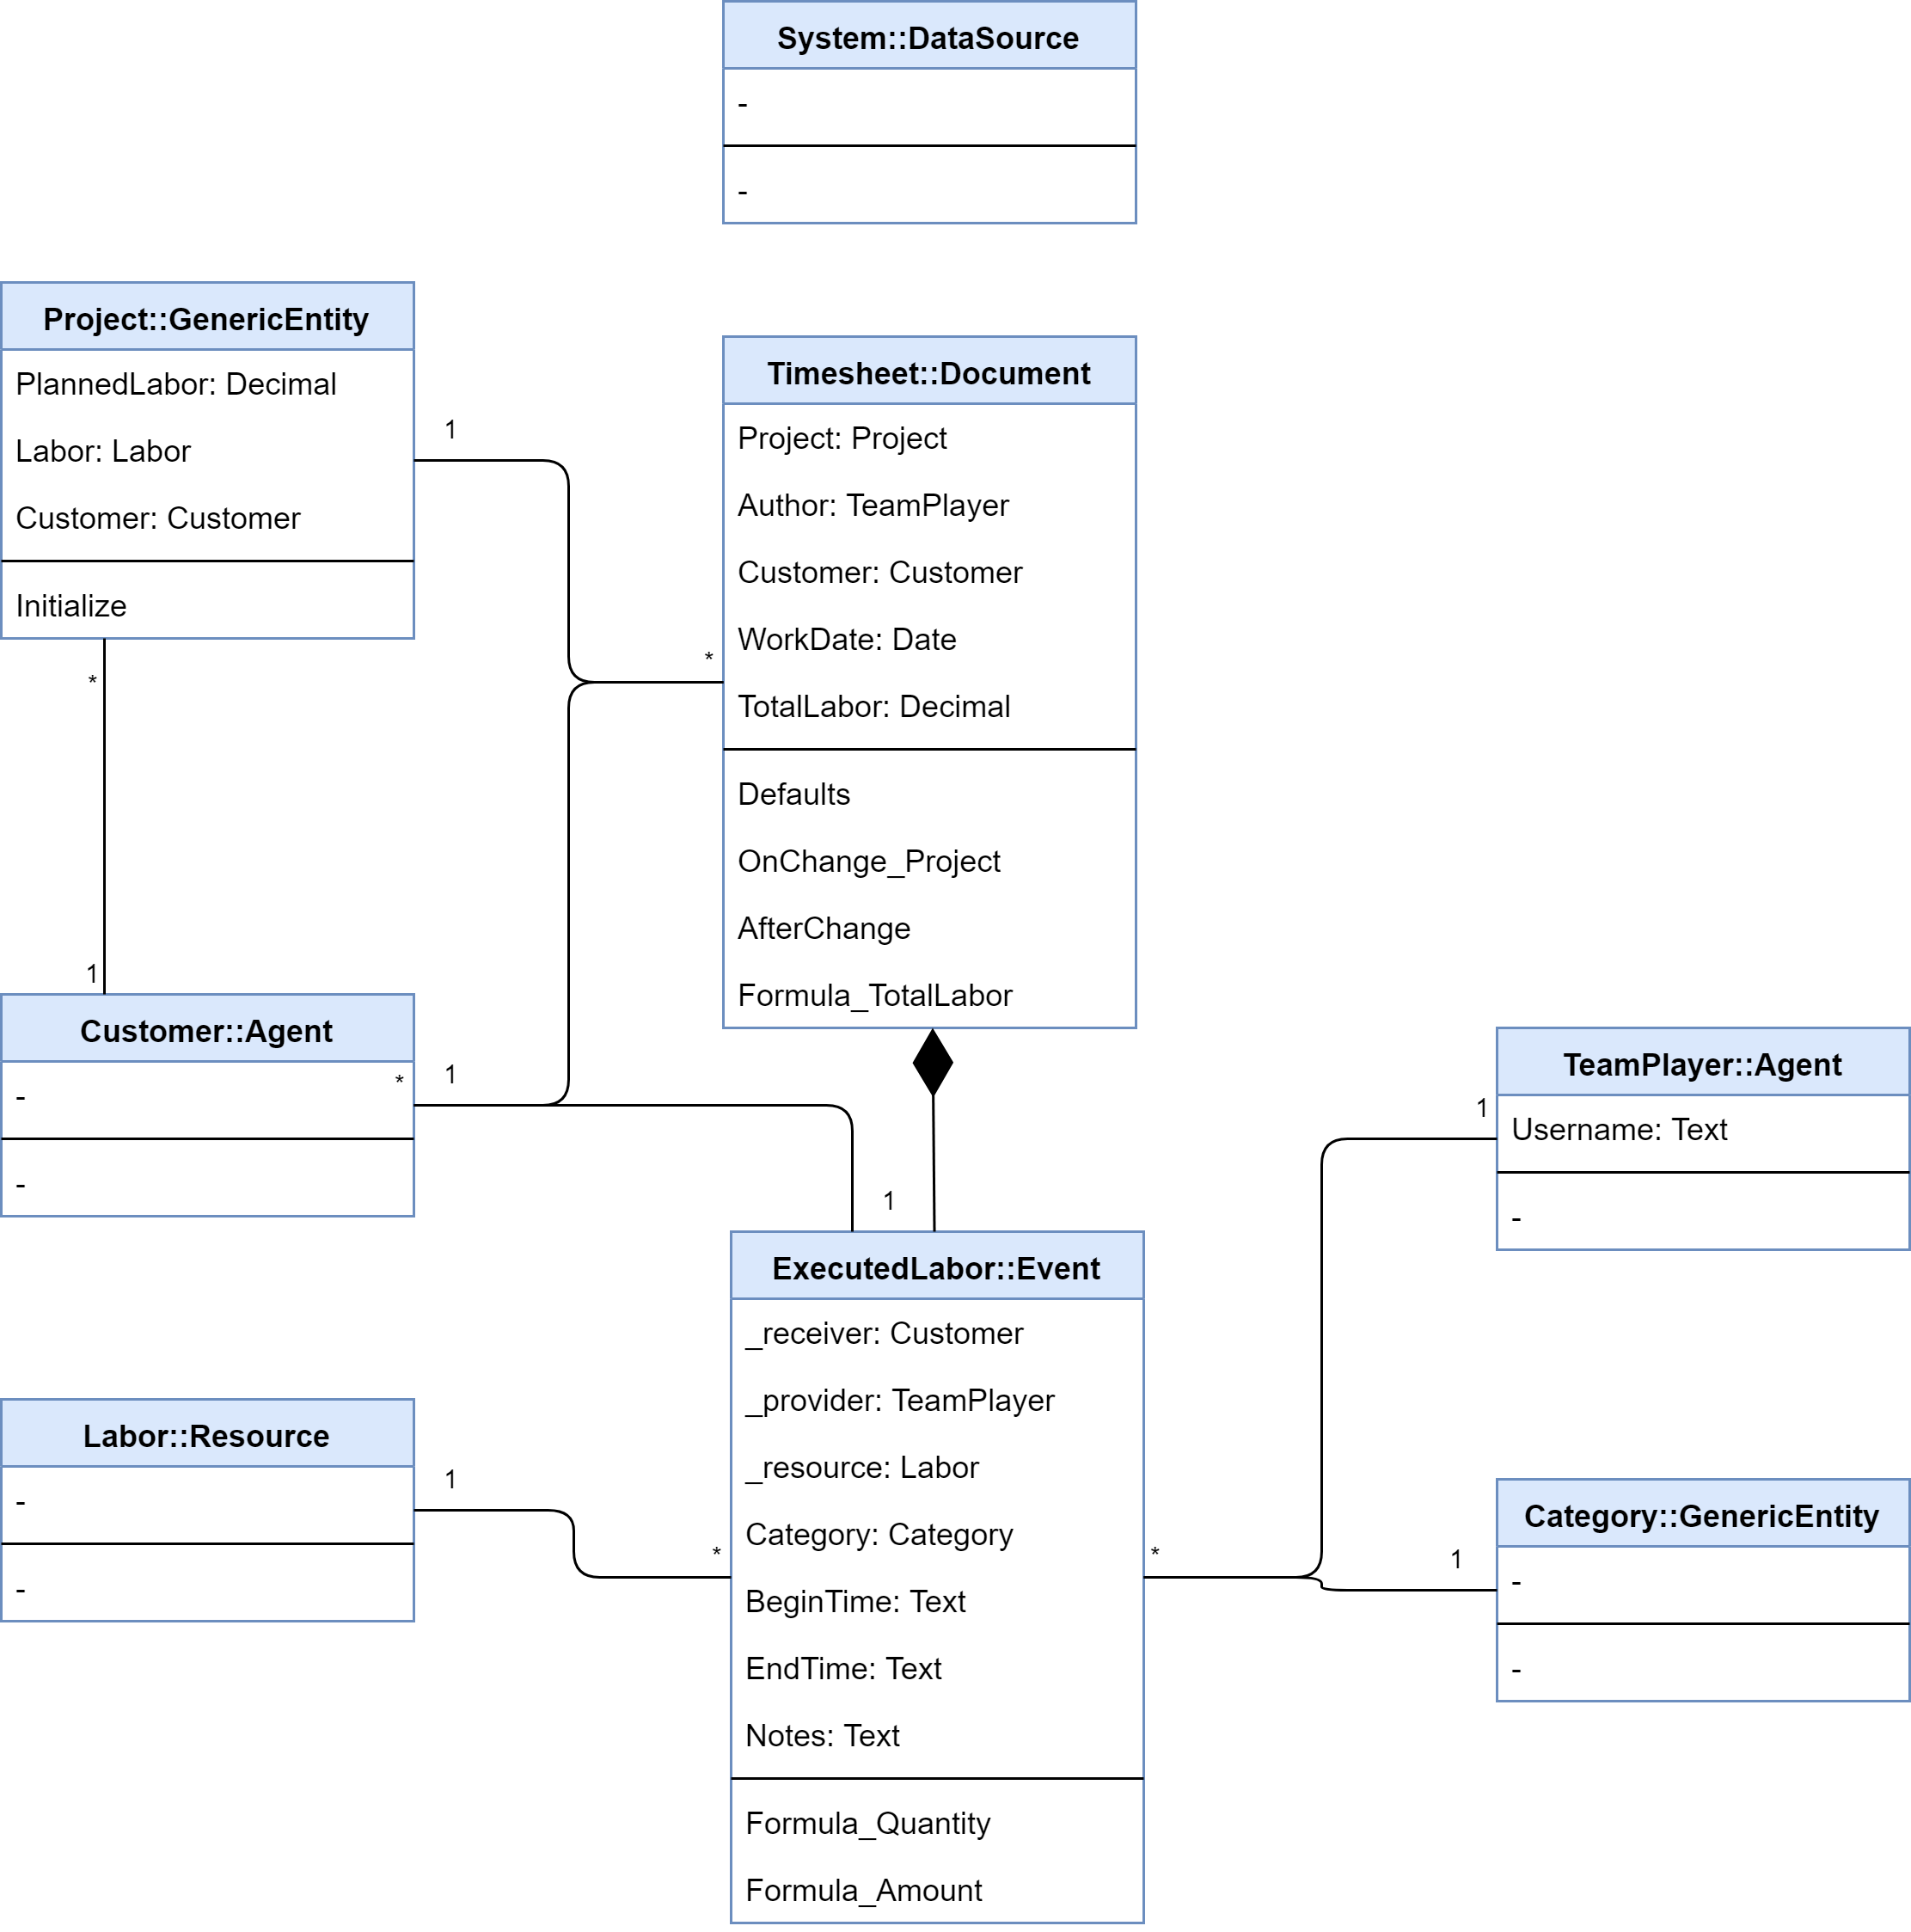 System::DataSource
-
-
Project::GenericEntity
PlannedLabor: Decimal
Labor: Labor
Customer: Customer
Initialize
1
*
1
Timesheet::Document
Project: Project
Author: TeamPlayer
Customer: Customer
WorkDate: Date
TotalLabor: Decimal
Defaults
OnChange_Project
AfterChange
Formula_TotalLabor
*
Customer::Agent
-
-
*
1
1
TeamPlayer::Agent
Username: Text
-
1
ExecutedLabor::Event
_receiver: Customer
_provider: TeamPlayer
_resource: Labor
Category: Category
BeginTime: Text
EndTime: Text
Notes: Text
Formula_Quantity
Formula_Amount
*
*
Labor::Resource
-
-
1
Category::GenericEntity
-
-
1